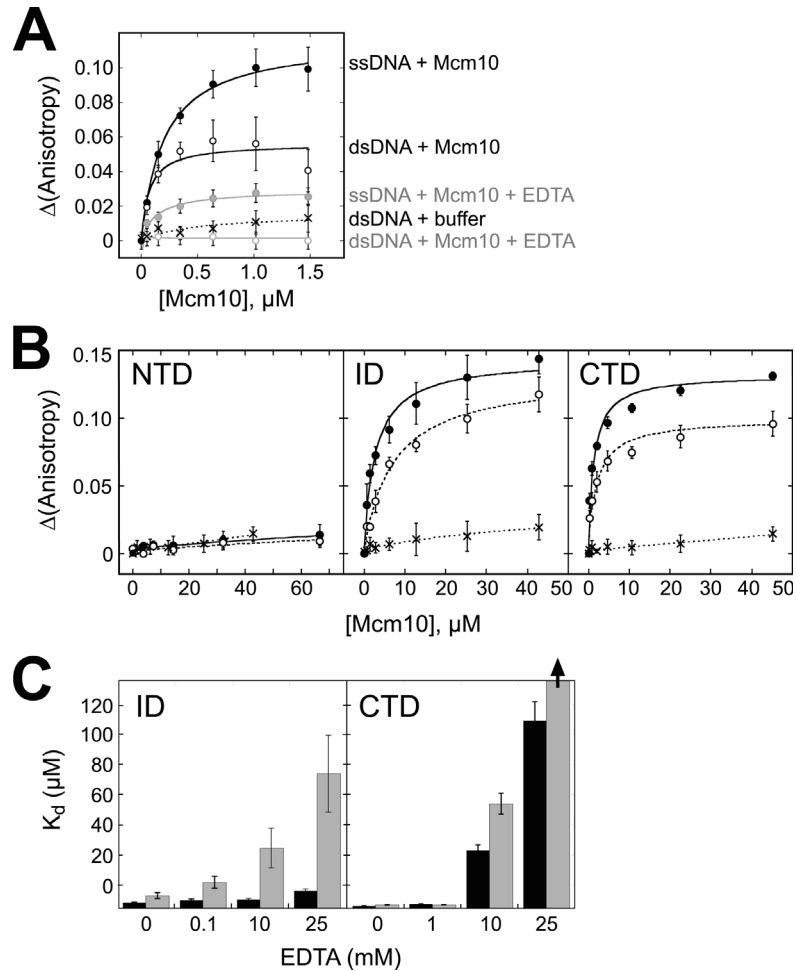 A
Δ(Anisotropy)
0.10
0.08
0.06
0.04
0.02
0
0 0.5 1.0 1.5
[Mcm10], μM
ssDNA + Mcm10
dsDNA + Mcm10
ssDNA + Mcm10 + EDTA
dsDNA + buffer
dsDNA + Mcm10 + EDTA
B
NTD ID CTD
Δ(Anisotropy)
0.15
0.10
0.05
0
0 20 40 60 0 10 20 30 40 0 10 20 30 40 50
[Mcm10], μM
C
ID CTD
Kd (μM)
120
100
80
60
40
20
0
0 0.1 10 25 0 1 10 25
EDTA (mM)